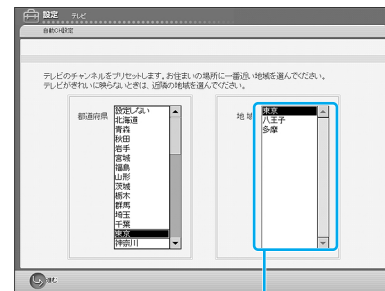 設定 テレビ
自動CH設定
テレビのチャンネルをプリセットします。お住まいの場所に一番近い地域を選んでください。
テレビがきれいに映らないときは、近隣の地域を選んでください。
都道府県
設定しない
北海道
青森
秋田
岩手
宮城
福島
山形
茨城
栃木
群馬
埼玉
千葉
東京
神奈川
地域
東京
八王子
多摩